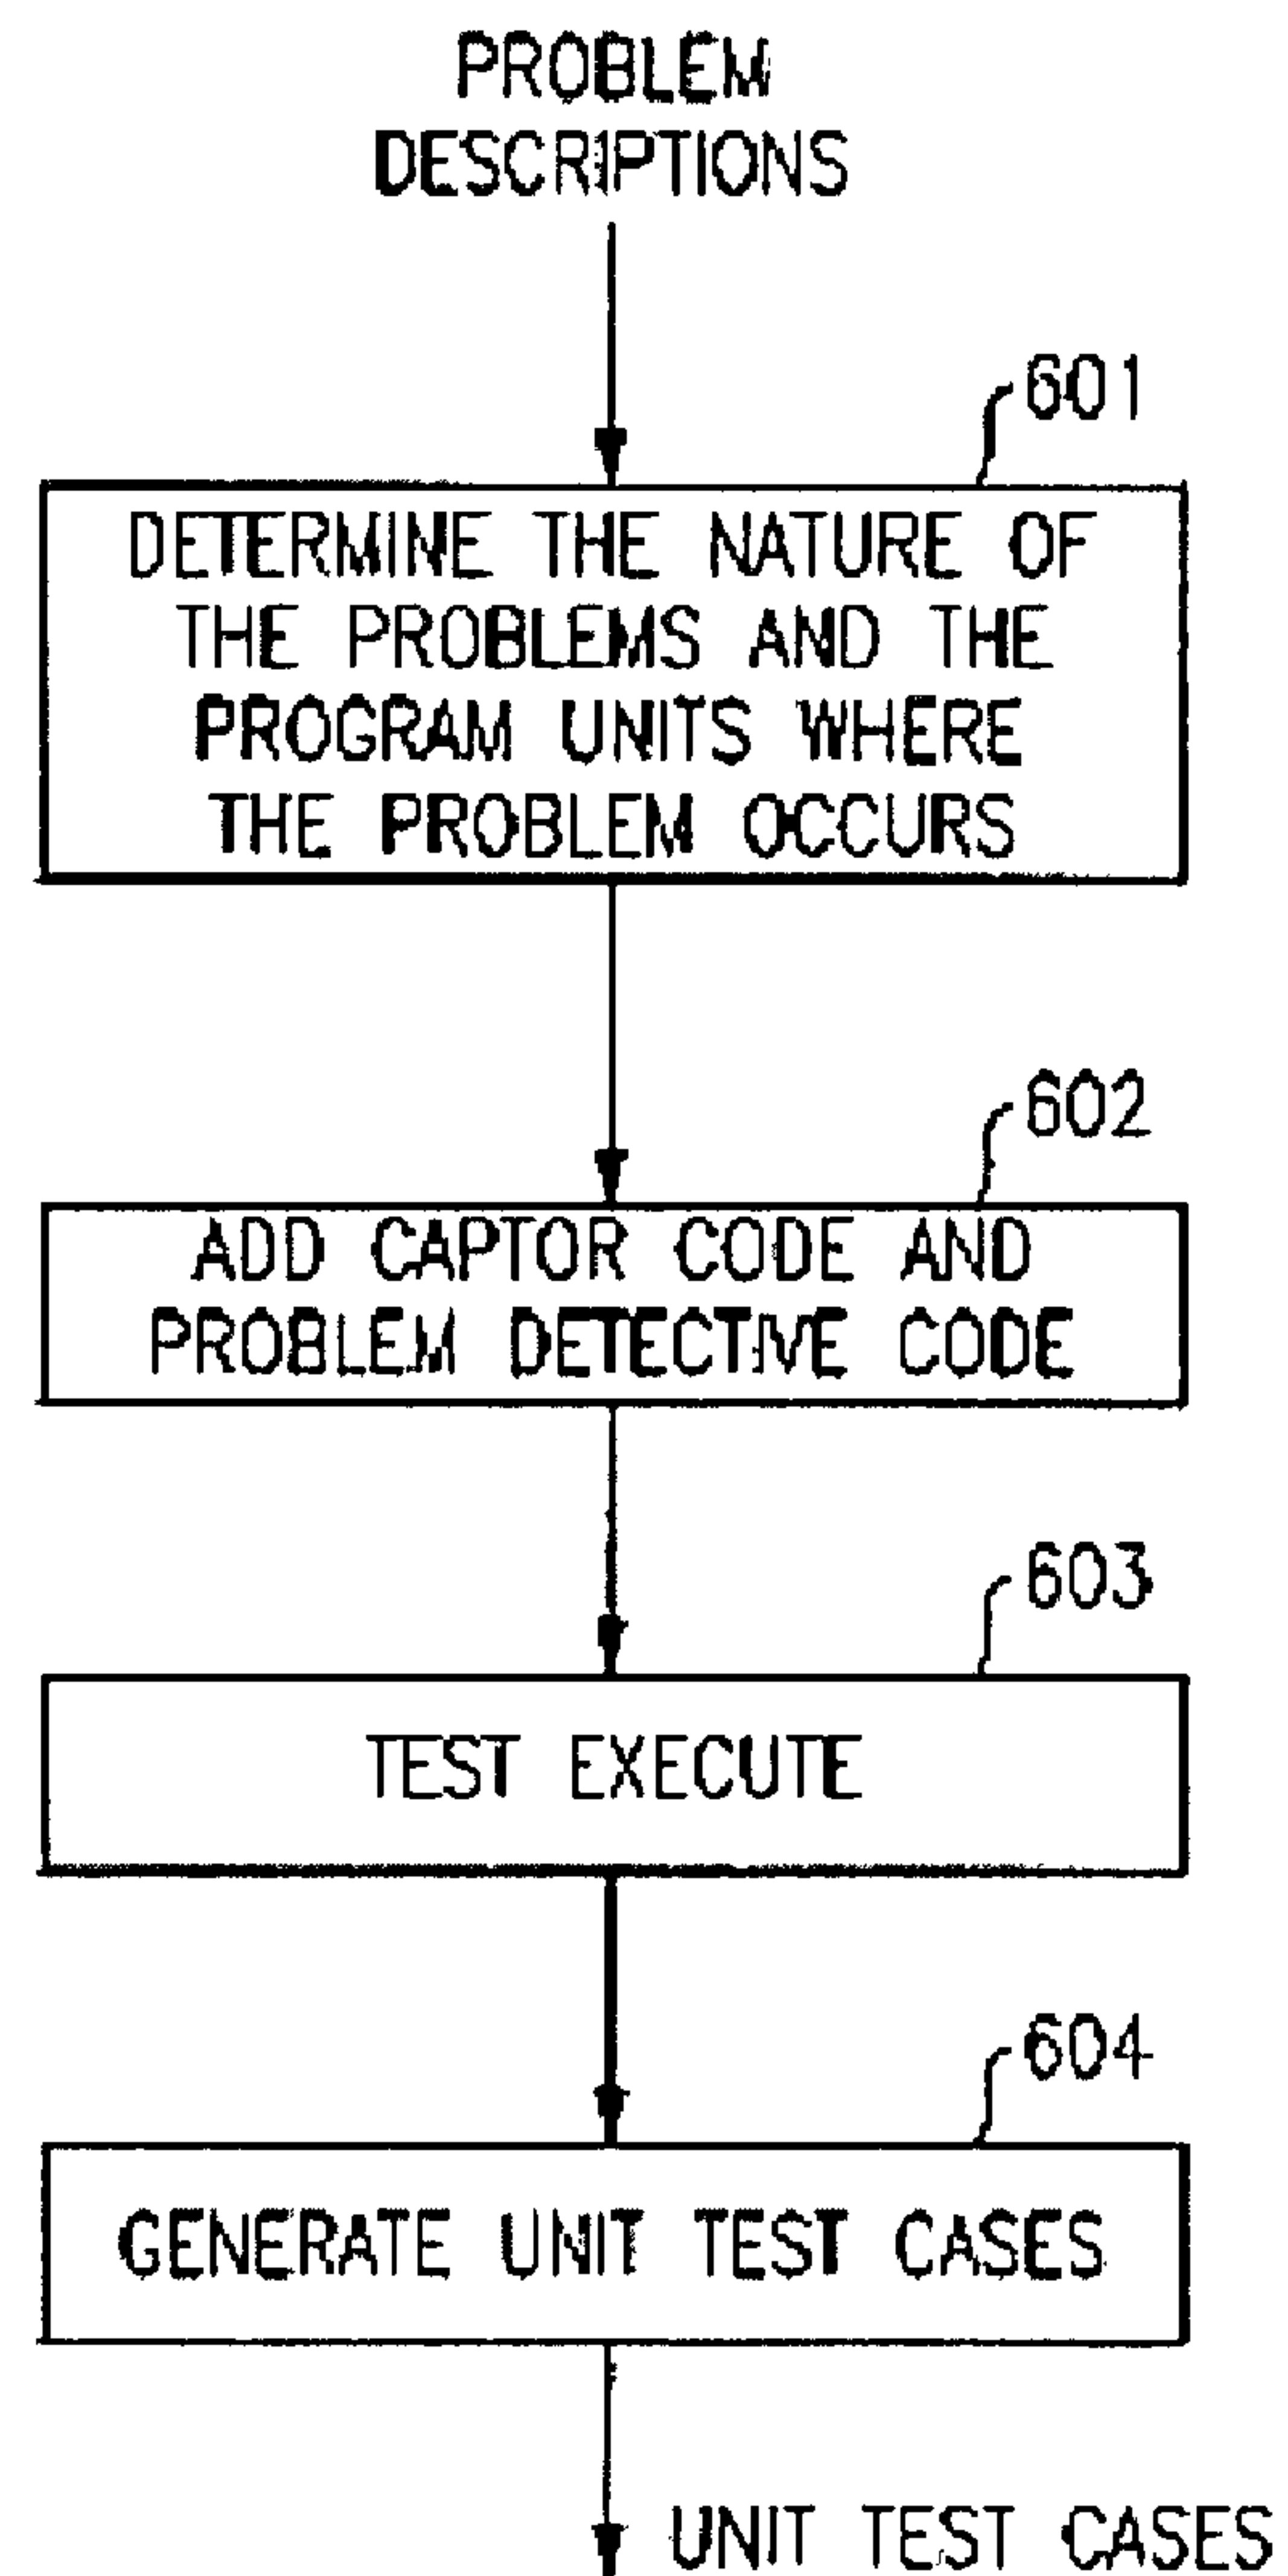 PROBLEM
DESCRIPTIONS
601
DETERMINE THE NATURE OF
THE PROBLEMS AND THE
PROGRAM UNITS WHERE
THE PROBLEM OCCURS
602
ADD CAPTOR CODE AND
PROBLEM DETECTIVE CODE
603
TEST EXECUTE
604
GENERATE UNIT TEST CASES
UNIT TEST CASES